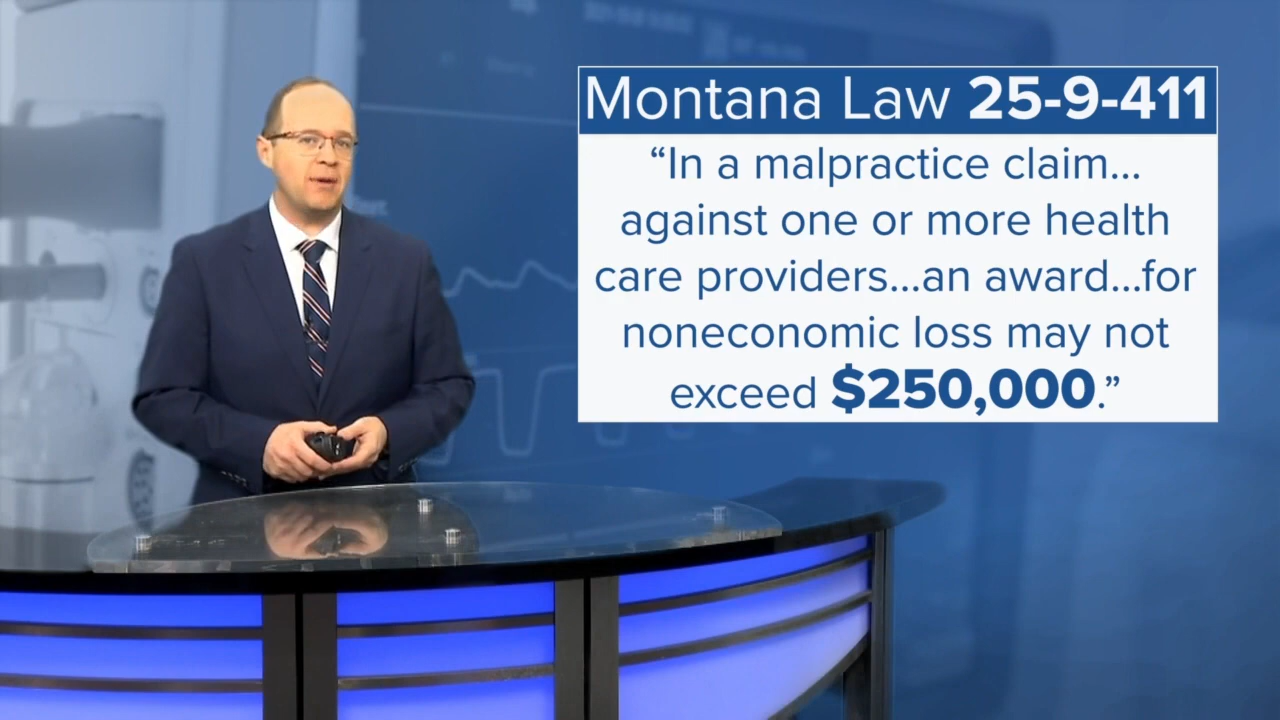 Montana Law 25-9-411
“In a malpractice claim...
against one or more health
care providers...an award...for
noneconomic loss may not
exceed $250,000.”